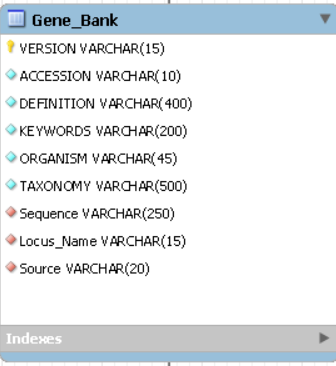 Gene_Bank
VERSION VARCHAR(15)
ACCESSION VARCHAR(10)
DEFINITION VARCHAR(400)
KEYWORDS VARCHAR(200)
ORGANISM VARCHAR(45)
TAXONOMY VARCHAR(500)
Sequence VARCHAR(250)
Locus_Name VARCHAR(15)
Source VARCHAR(20)
Indexes